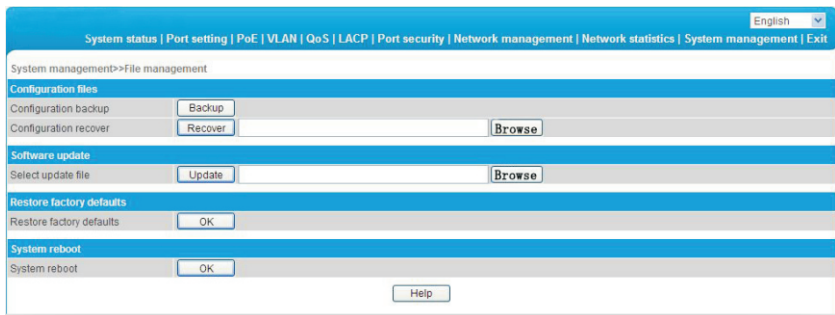 English
System status | Port setting | PoE | VLAN | QoS | LACP | Port security | Network management | Network statistics | System management | Exit
System management>>File management
Configuration files
Configuration backup Backup
Configuration recover Recover Browse
Software update
Select update file Update Browse
Restore factory defaults
Restore factory defaults OK
System reboot
System reboot OK
Help